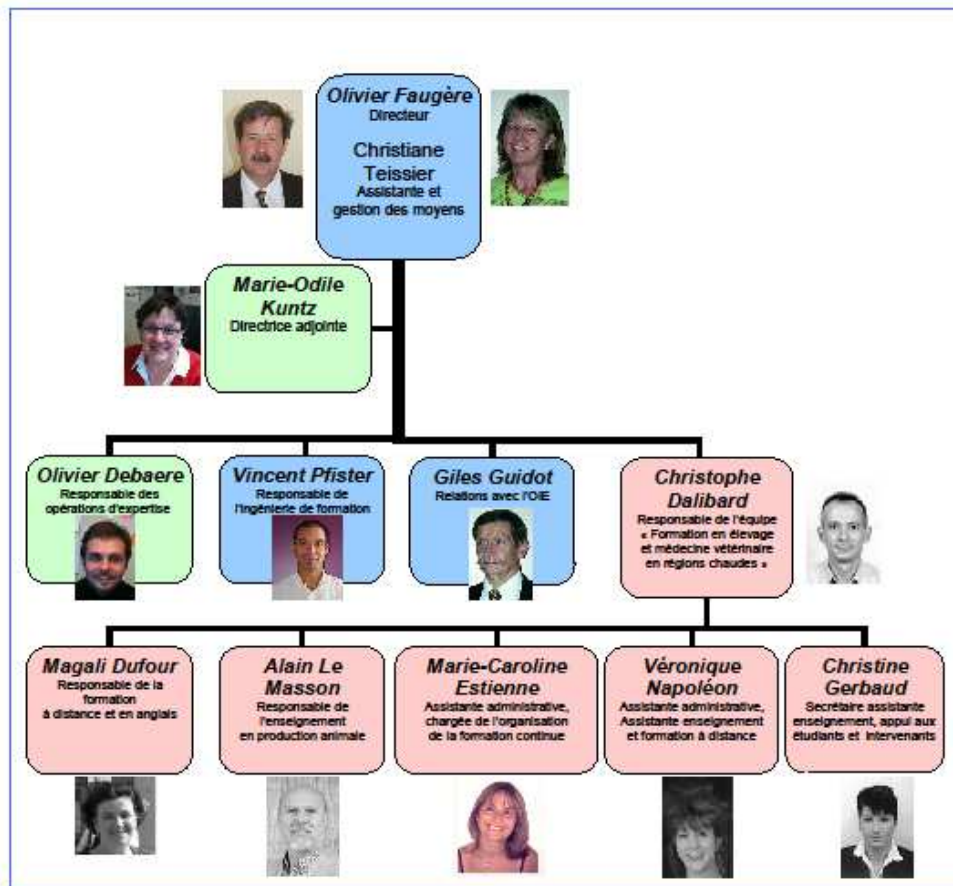 Olivier Faugère
Directeur
Christiane
Teissier
Assistante et
gestion des moyens
Marie-Odile
Kuntz
Directrice adjointe
Olivier Debaere
Responsable des
opérations d'expertise
Vincent Pfister
Responsable de
l'ingénierie de formation
Giles Guidot
Relations avec l'OIE
Christophe
Dalibard
Responsable de l'équipe
« Formation en élevage
et médecine vétérinaire
en régions chaudes »
Magali Dufour
Responsable de la
formation
à distance et en anglais
Alain Le
Masson
Responsable de
l'enseignement
en production animale
Marie-Caroline
Estienne
Assistante administrative,
chargée de l'organisation
de la formation continue
Véronique
Napoléon
Assistante administrative,
Assistante enseignement
et formation à distance
Christine
Gerbaud
Secrétaire assistante
enseignement, appui aux
étudiants et intervenants